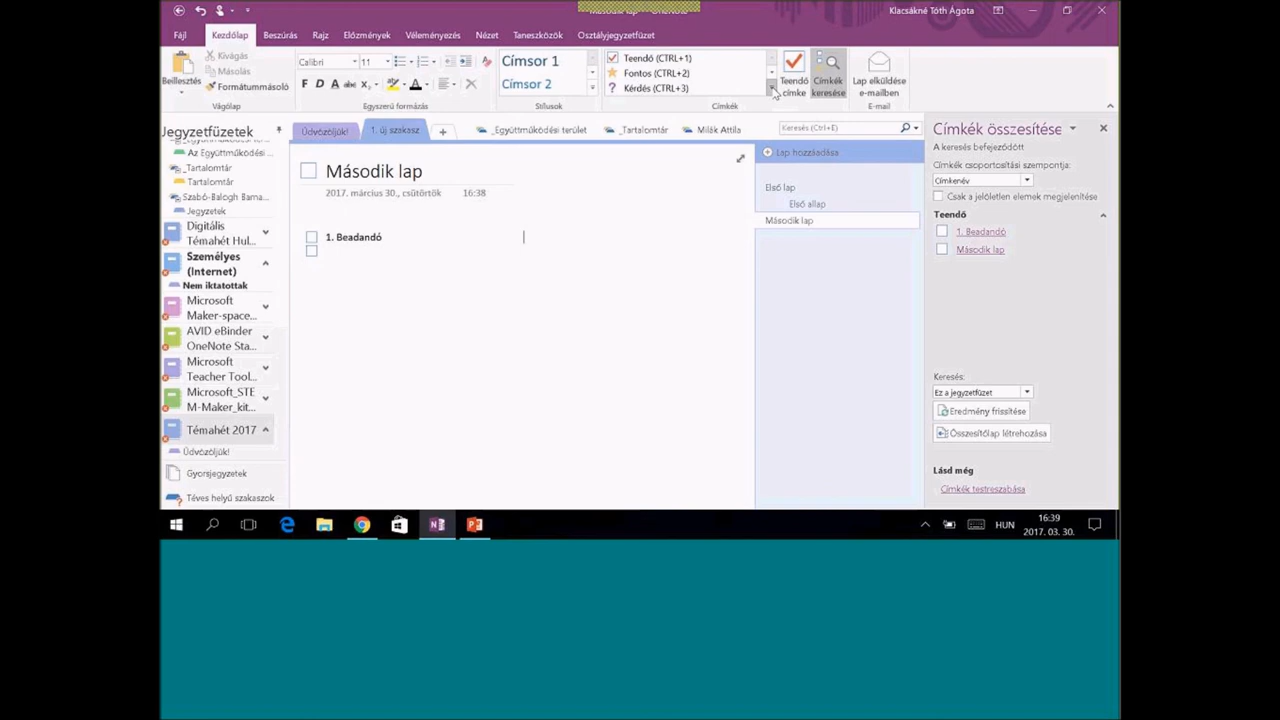 Klacsákné Tóth Ágota
Fájl Kezdőlap Beszúrás Rajz Előzmények Véleményezés Nézet Taneszközök Osztályjegyzetfüzet
Beillesztés
Kivágás
Másolás
Formátummásoló
Vágólap
Calibri 11
F D A abc X₂ A
Egyszerű formázás
Címsor 1
Címsor 2
Stílusok
Teendő (CTRL+1)
Fontos (CTRL+2)
Kérdés (CTRL+3)
Címkék
Teendő
címke
Címkék
keresése
Lap elküldése
e-mailben
E-mail
Jegyzetfüzetek
Üdvözöljük! 1. új szakasz + _Együttműködési terület _Tartalomtár Milák Attila
Keresés (Ctrl+E)
Az Együttműködési ...
_Tartalomtár
Tartalomtár
Szabó-Balogh Barna...
Jegyzetek
Digitális
Témahét Hul...
Személyes
(Internet)
Nem iktatottak
Microsoft
Maker-space...
AVID eBinder
OneNote Sta...
Microsoft
Teacher Tool...
Microsoft_STE
M-Maker_kit...
Témahét 2017
Üdvözöljük!
Gyorsjegyzetek
Téves helyű szakaszok
Második lap
2017. március 30., csütörtök 16:38
1. Beadandó
Lap hozzáadása
Első lap
Első allap
Második lap
Címkék összesítése
A keresés befejeződött
Címkék csoportosítási szempontja:
Címkenév
Csak a jelöletlen elemek megjelenítése
Teendő
1. Beadandó
Második lap
Keresés:
Ez a jegyzetfüzet
Eredmény frissítése
Összesítőlap létrehozása
Lásd még
Címkék testreszabása
HUN
16:39
2017. 03. 30.